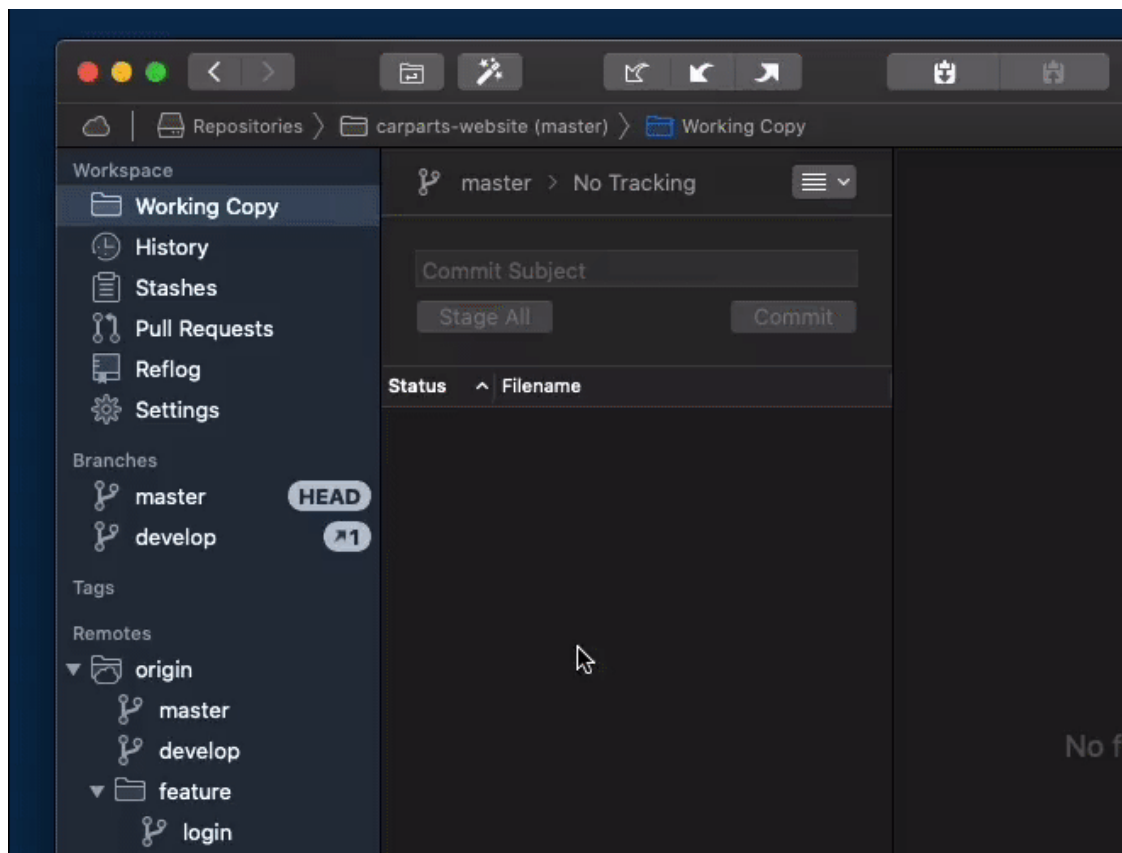 Repositories
carparts-website (master)
Working Copy
Workspace
Working Copy
History
Stashes
Pull Requests
Reflog
Settings
Branches
master HEAD
develop 1
Tags
Remotes
origin
master
develop
feature
login
master > No Tracking
Commit Subject
Stage All Commit
Status Filename
No f